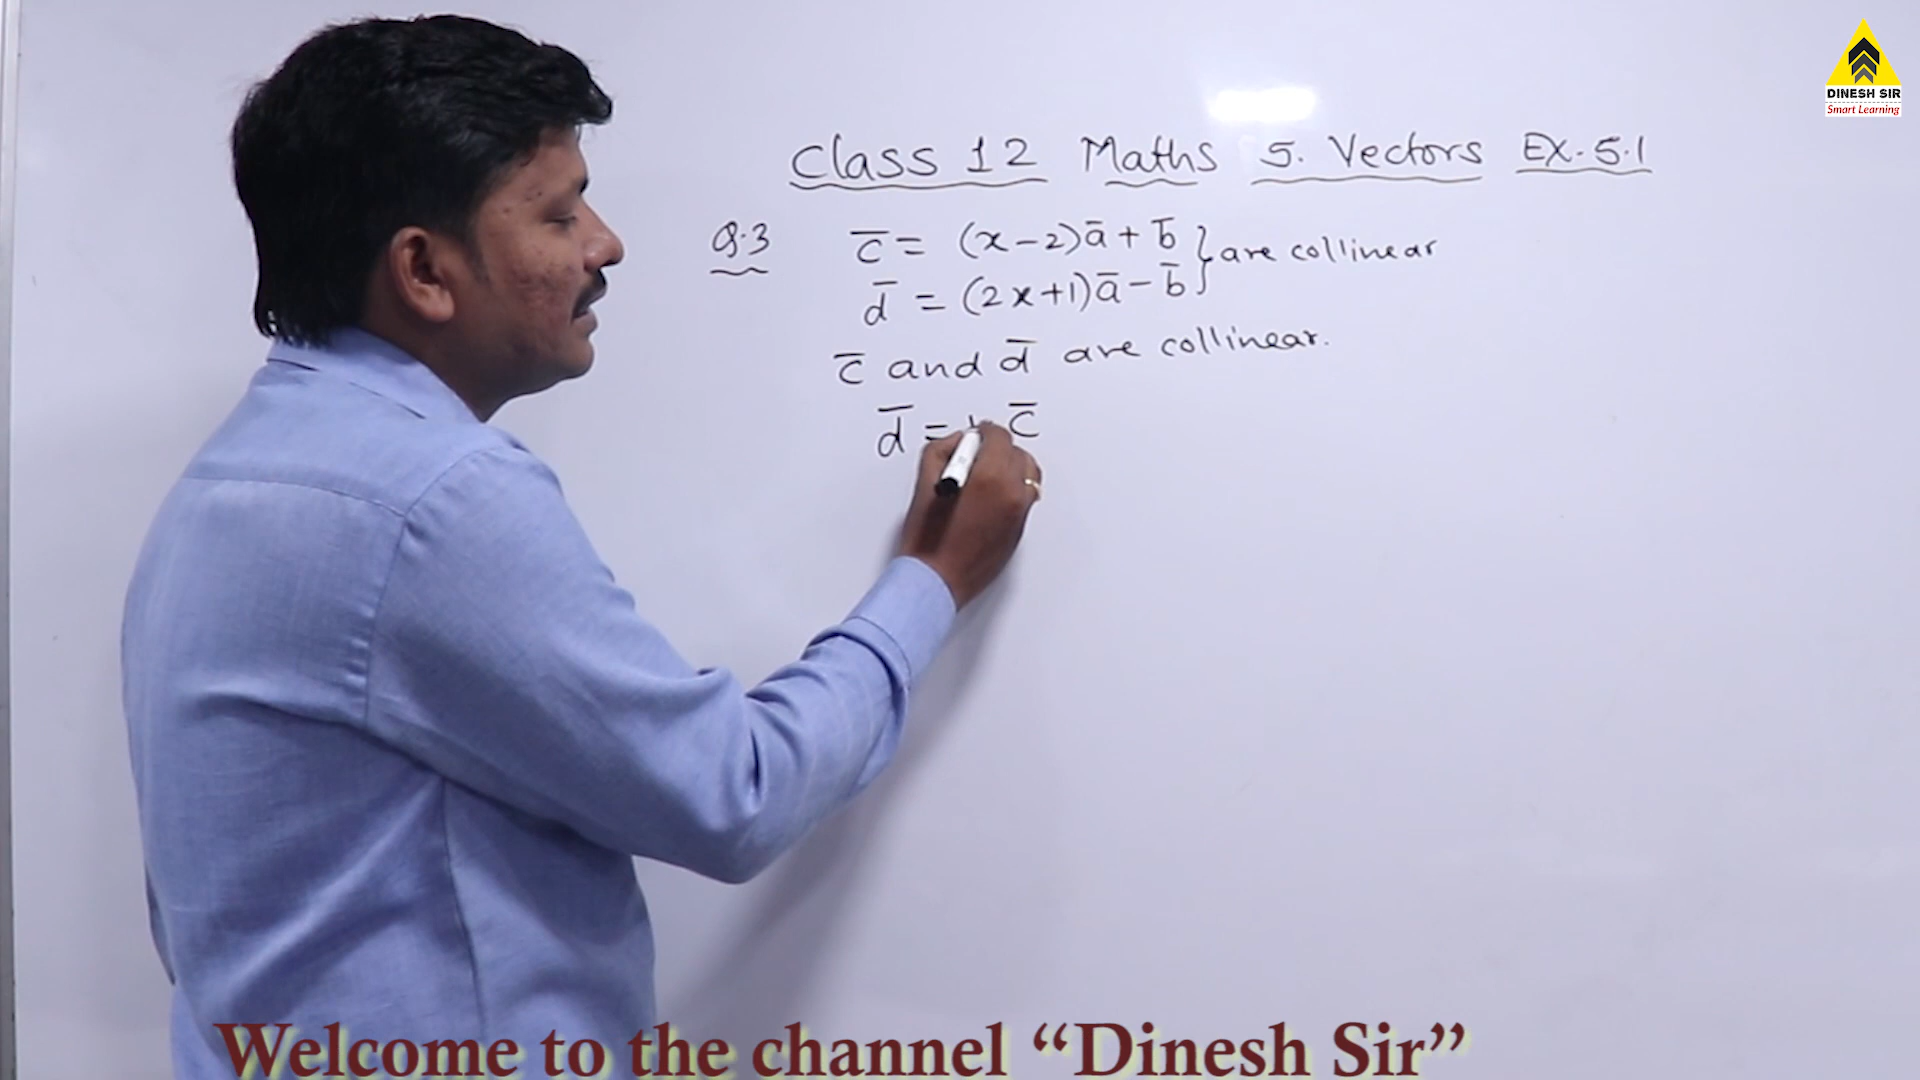 DINESH SIR
Smart Learning
Class 12 Maths 5. Vectors Ex. 5.1
Q.3 c̄ = (x-2)ā + b̄ } are collinear
d̄ = (2x+1)ā - b̄
c̄ and d̄ are collinear.
d̄ = c̄
Welcome to the channel “Dinesh Sir”